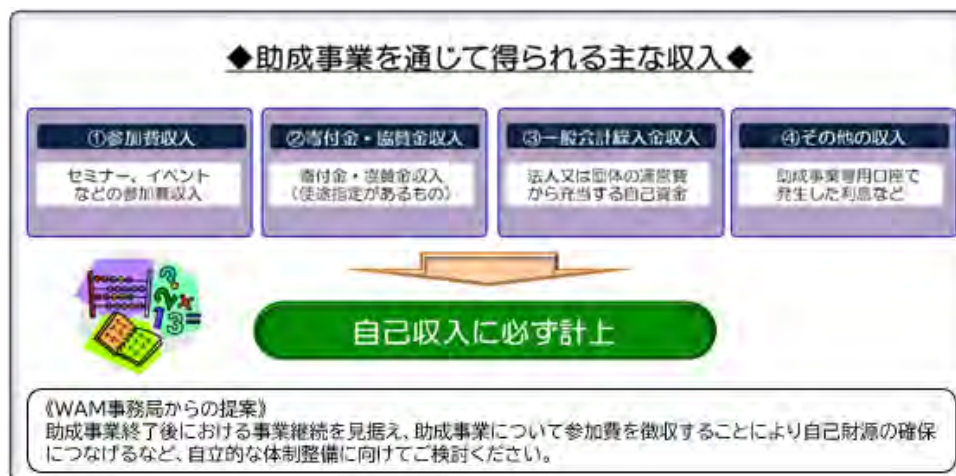 ◆助成事業を通じて得られる主な収入◆
①参加費収入
セミナー、イベント
などの参加費収入
②寄付金・協賛金収入
寄付金・協賛金収入
（使途指定があるもの）
③一般会計繰入金収入
法人又は団体の運営費
から充当する自己資金
④その他の収入
助成事業専用口座で
発生した利息など
自己収入に必ず計上
《WAM事務局からの提案》
助成事業終了後における事業継続を見据え、助成事業について参加費を徴収することにより自己財源の確保
につなげるなど、自立的な体制整備に向けてご検討ください。